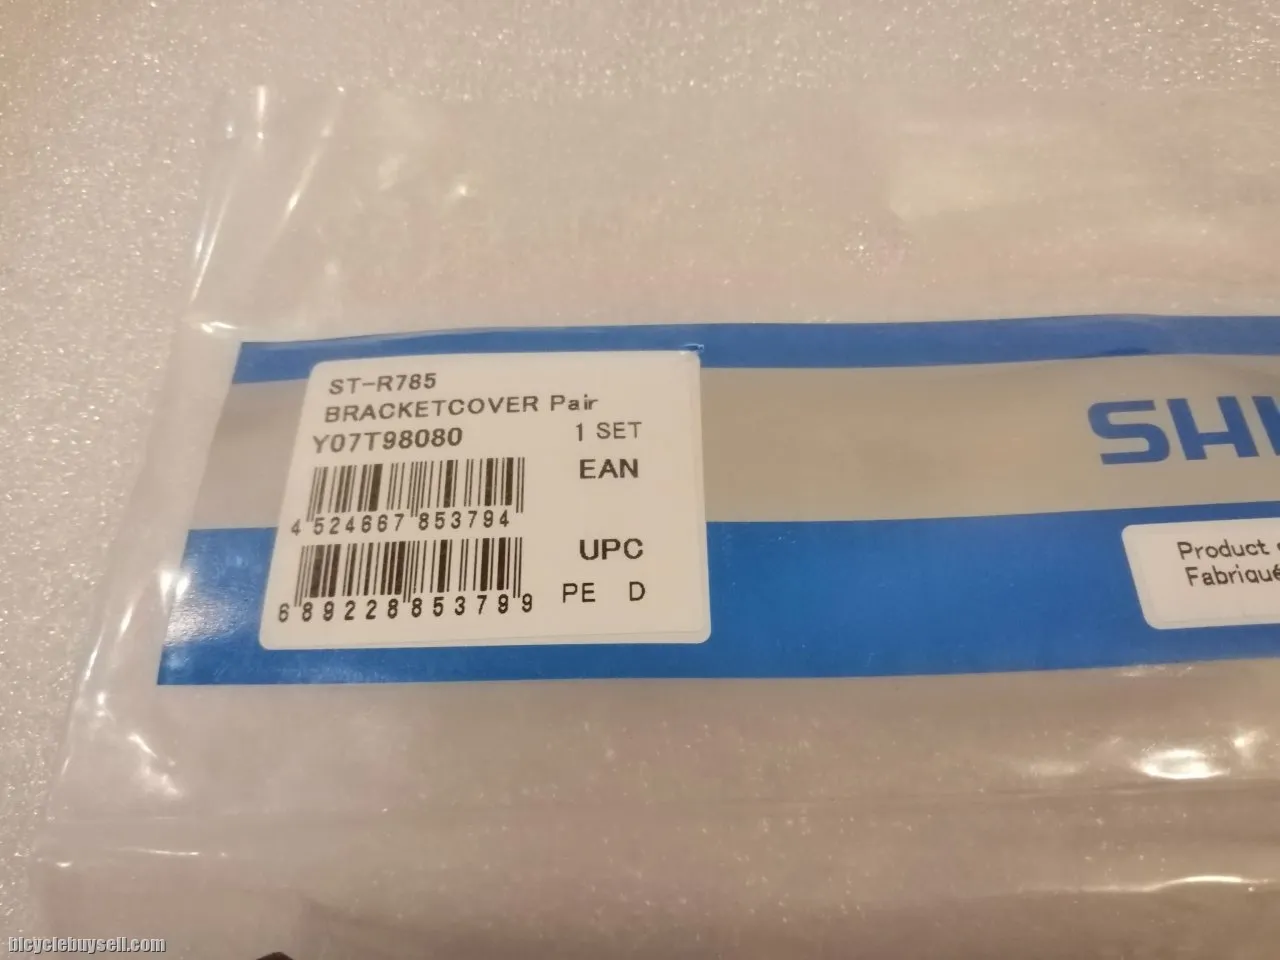 ST-R785
BRACKETCOVER Pair
Y07T98080 1 SET
EAN
4 524667 853794
UPC
PE D
6 89228 85379 9
SHI
Product
Fabriqué
bicyclebuysell.com